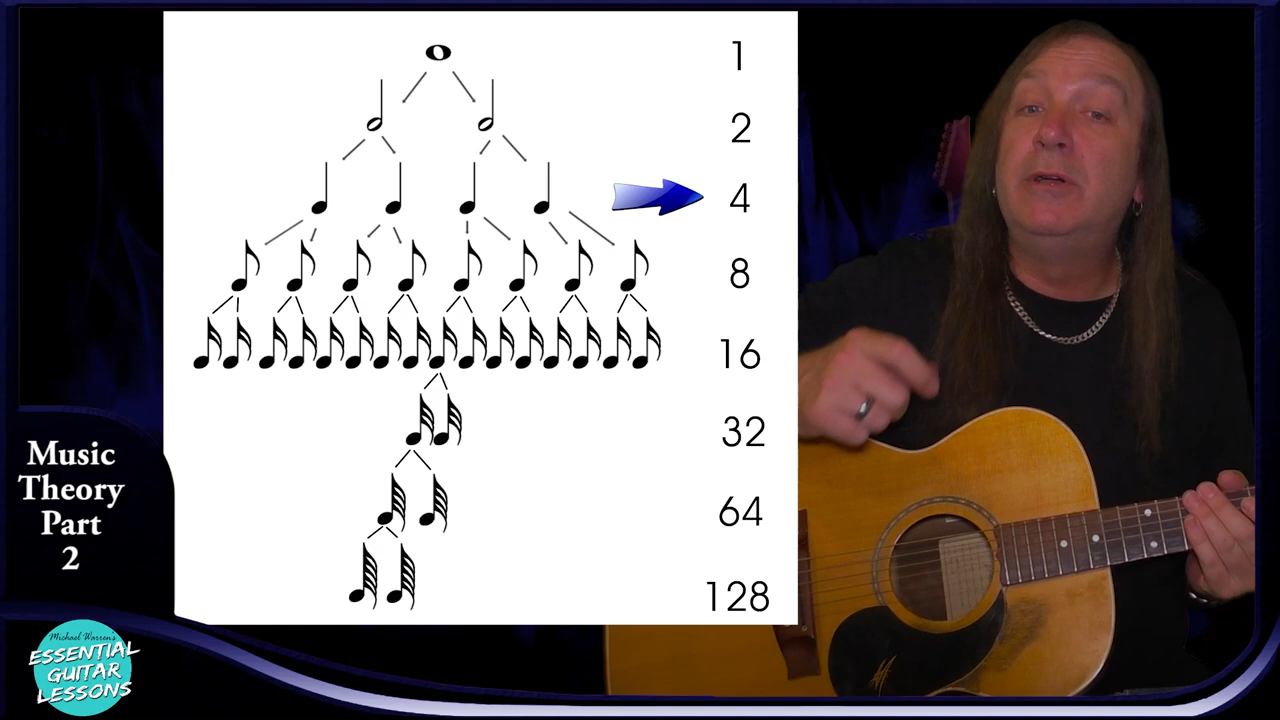 1
2
4
8
16
32
64
128
Music
Theory
Part
2
Michael Warren's
ESSENTIAL
GUITAR
LESSONS